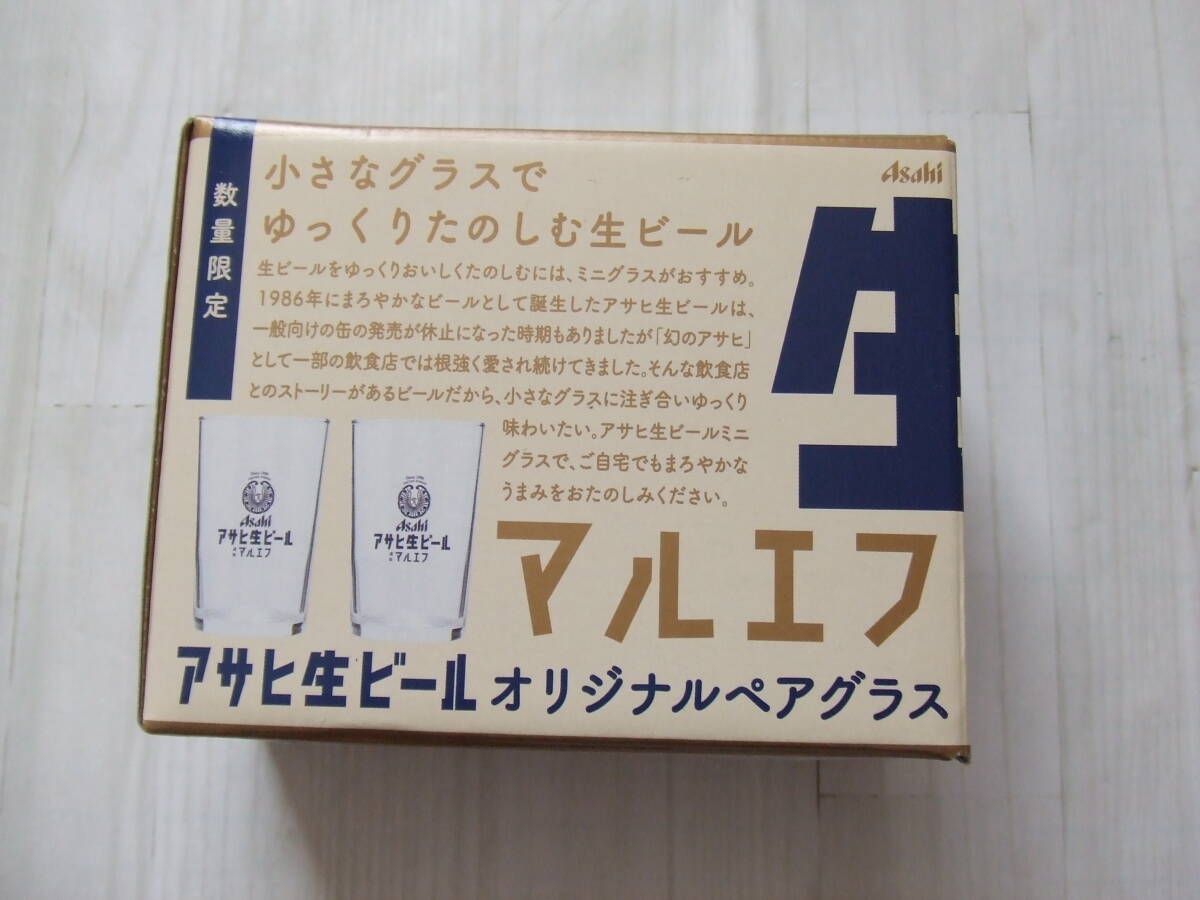 数量限定
小さなグラスで
ゆっくりたのしむ生ビール
Asahi
生
生ビールをゆっくりおいしくたのしむには、ミニグラスがおすすめ。
1986年にまろやかなビールとして誕生したアサヒ生ビールは、
一般向けの缶の発売が休止になった時期もありましたが「幻のアサヒ」
として一部の飲食店では根強く愛され続けてきました。そんな飲食店
とのストーリーがあるビールだから、小さなグラスに注ぎ合いゆっくり
味わいたい。アサヒ生ビールミニ
グラスで、ご自宅でもまろやかな
うまみをおたのしみください。
Asahi
アサヒ生ビール
マルエフ
Asahi
アサヒ生ビール
マルエフ
マルエフ
アサヒ生ビール オリジナルペアグラス